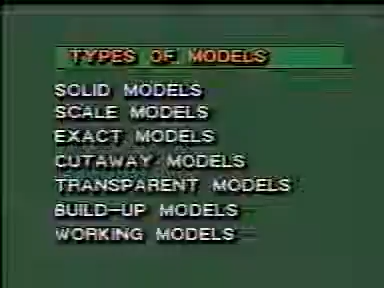 TYPES OF MODELS
SOLID MODELS
SCALE MODELS
EXACT MODELS
CUTAWAY MODELS
TRANSPARENT MODELS
BUILD-UP MODELS
WORKING MODELS